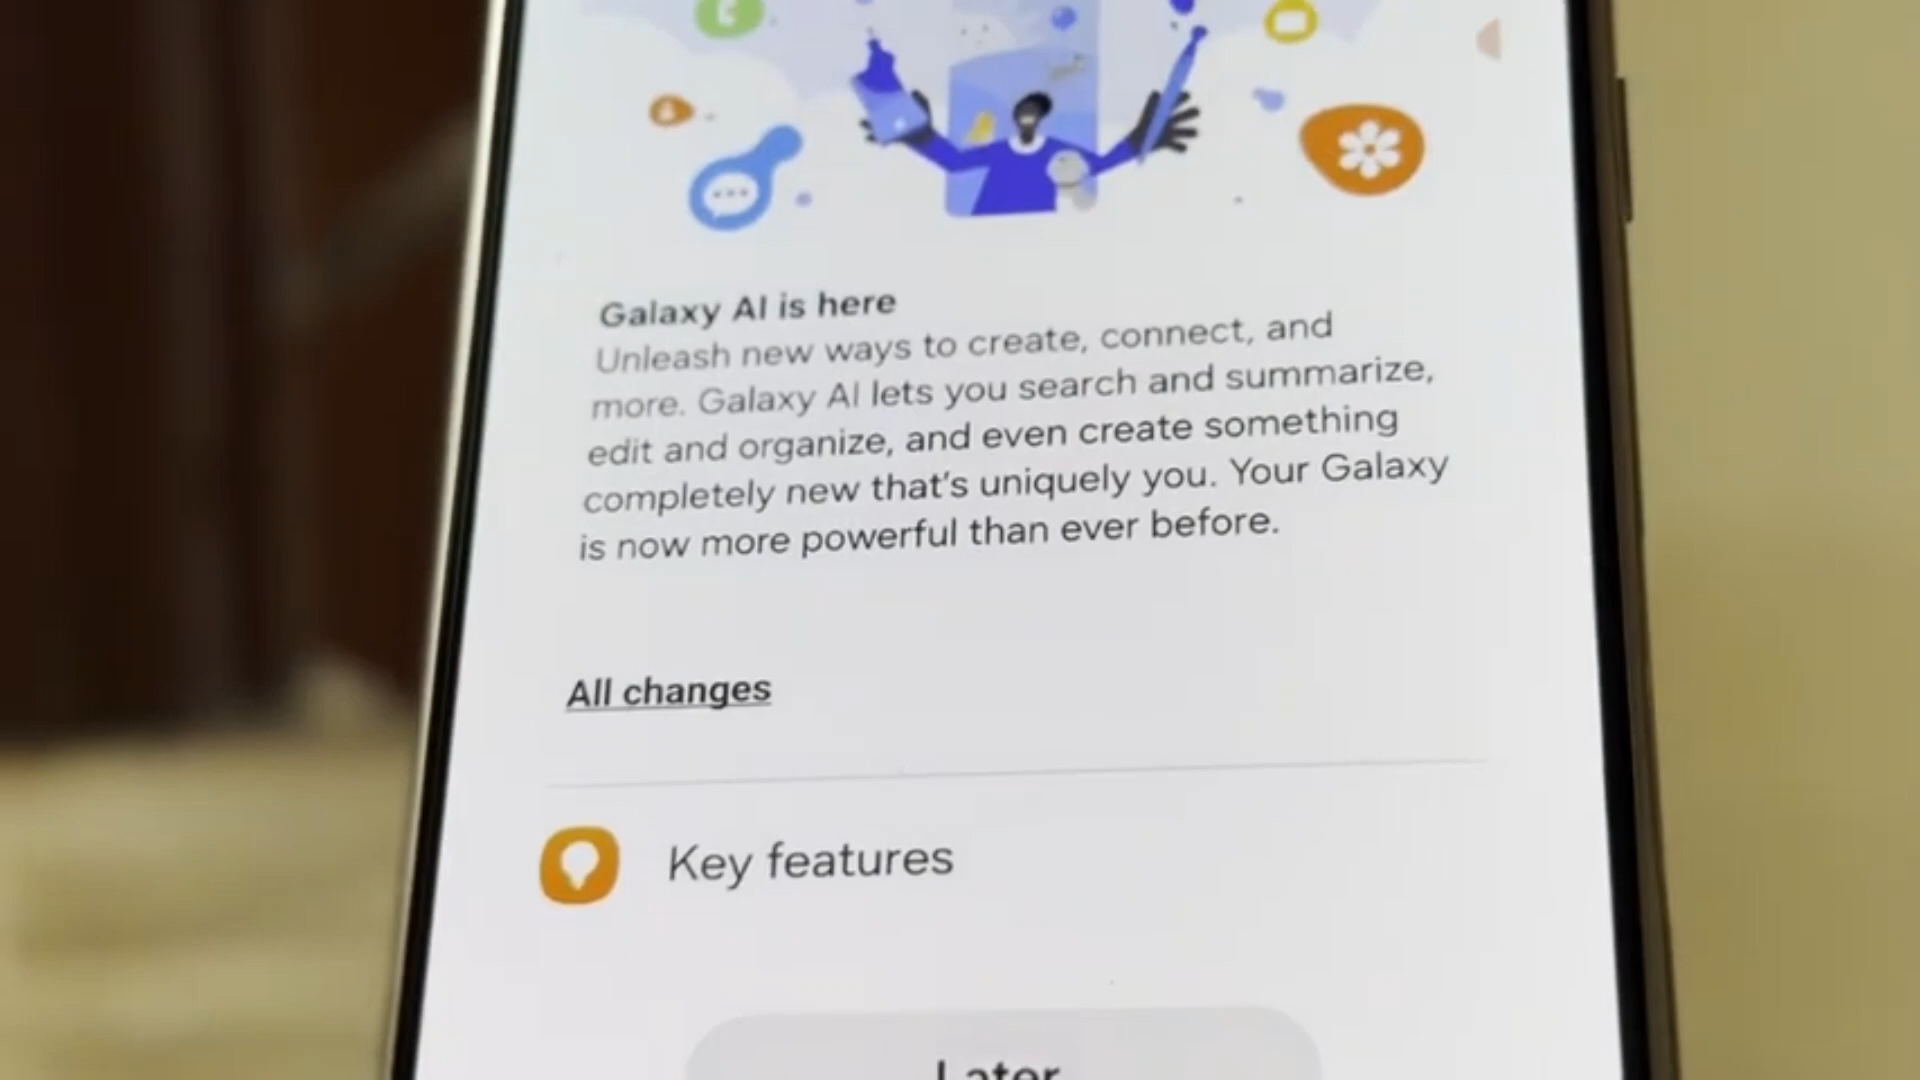 Galaxy AI is here
Unleash new ways to create, connect, and
more. Galaxy AI lets you search and summarize,
edit and organize, and even create something
completely new that's uniquely you. Your Galaxy
is now more powerful than ever before.
All changes
Key features
Later